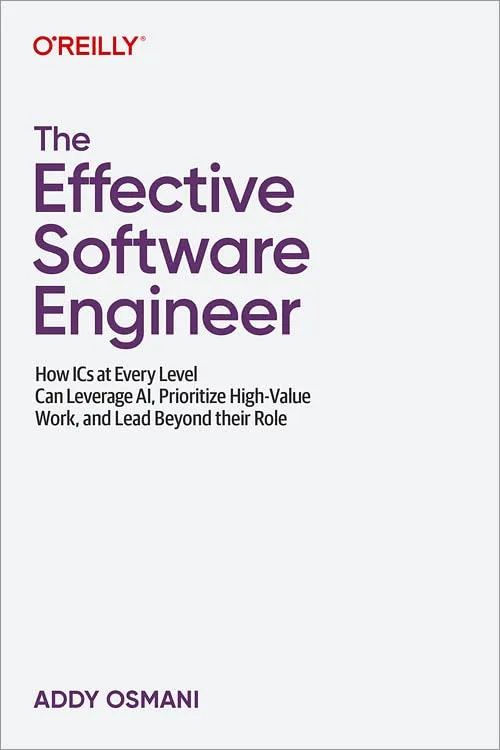 O'REILLY®
The
Effective
Software
Engineer
How ICs at Every Level
Can Leverage AI, Prioritize High-Value
Work, and Lead Beyond their Role
ADDY OSMANI